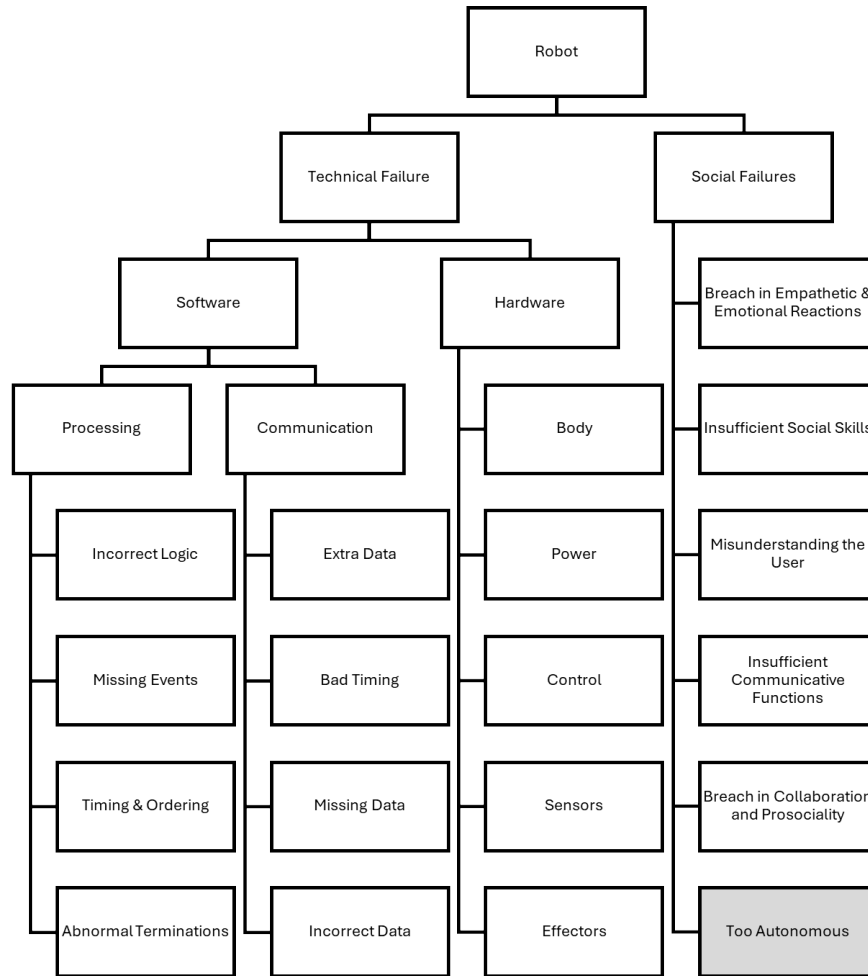 Robot
Technical Failure
Social Failures
Software
Hardware
Breach in Empathetic &
Emotional Reactions
Processing
Communication
Body
Insufficient Social Skills
Incorrect Logic
Extra Data
Power
Misunderstanding the
User
Missing Events
Bad Timing
Control
Insufficient
Communicative
Functions
Timing & Ordering
Missing Data
Sensors
Breach in Collaboration
and Prosociality
Abnormal Terminations
Incorrect Data
Effectors
Too Autonomous